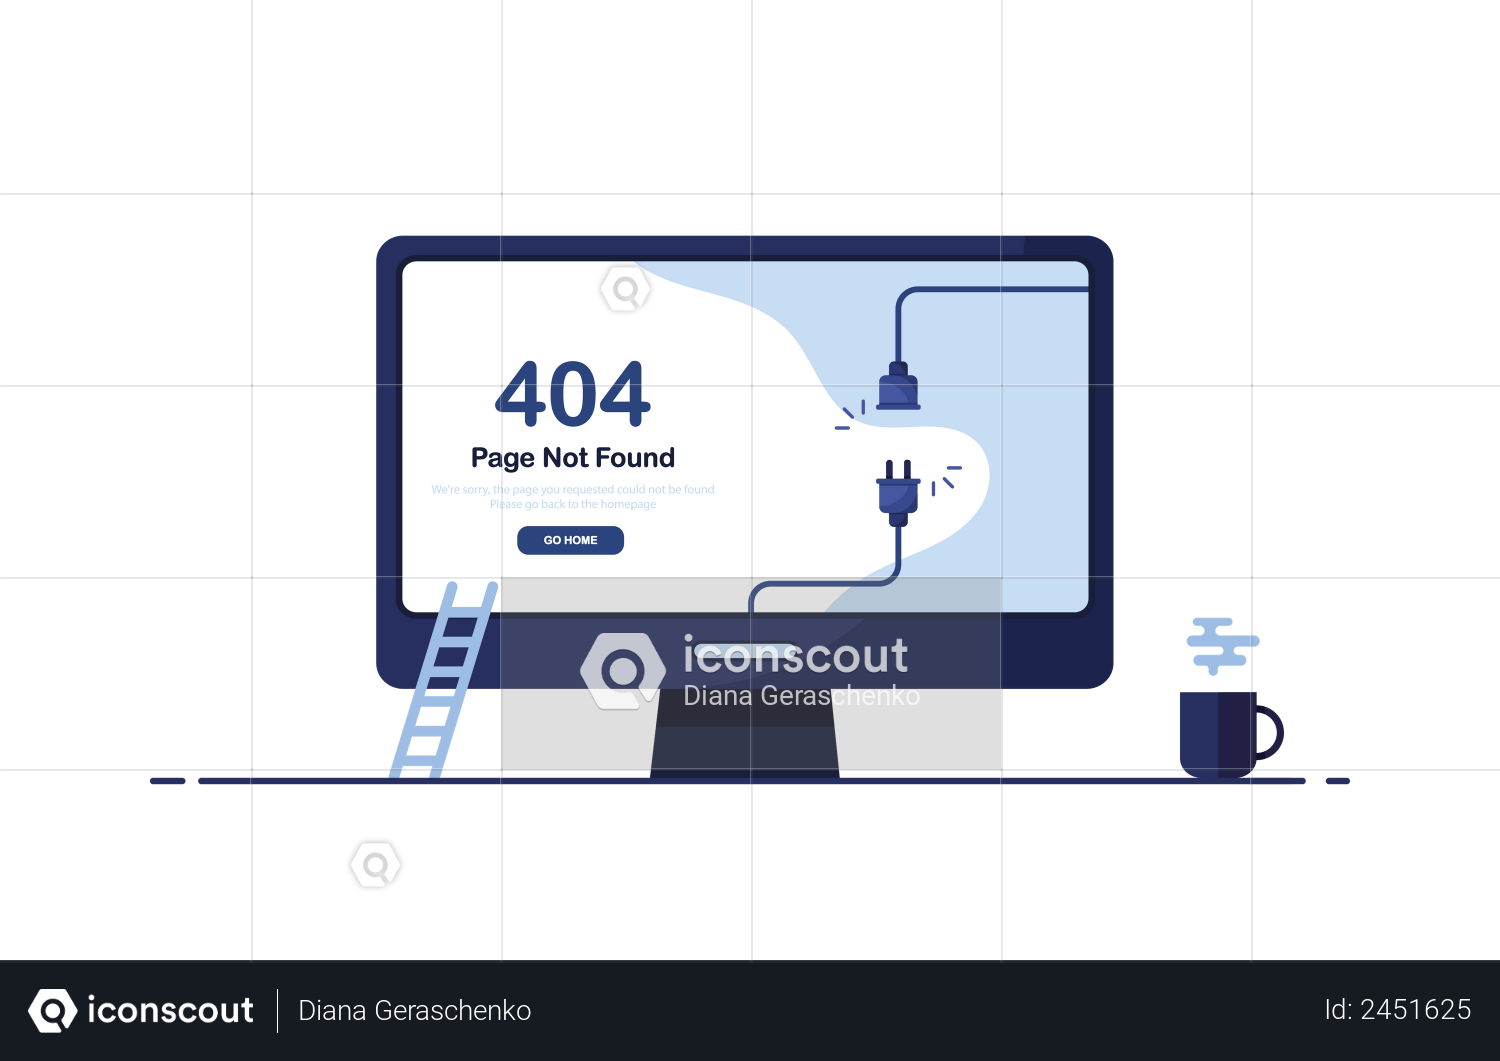 404
Page Not Found
We're sorry, the page you requested could not be found
Please go back to the homepage
GO HOME
iconscout
Diana Geraschenko
iconscout
Diana Geraschenko
Id: 2451625